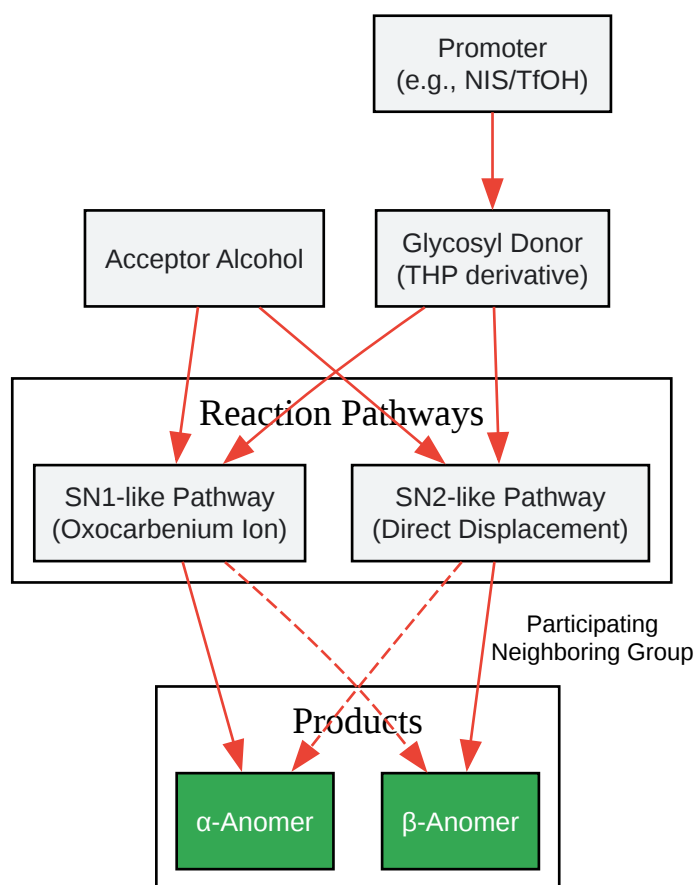 Promoter
(e.g., NIS/TfOH)
Acceptor Alcohol
Glycosyl Donor
(THP derivative)
Reaction Pathways
SN1-like Pathway
(Oxocarbenium Ion)
SN2-like Pathway
(Direct Displacement)
Participating
Neighboring Group
Products
α-Anomer
β-Anomer